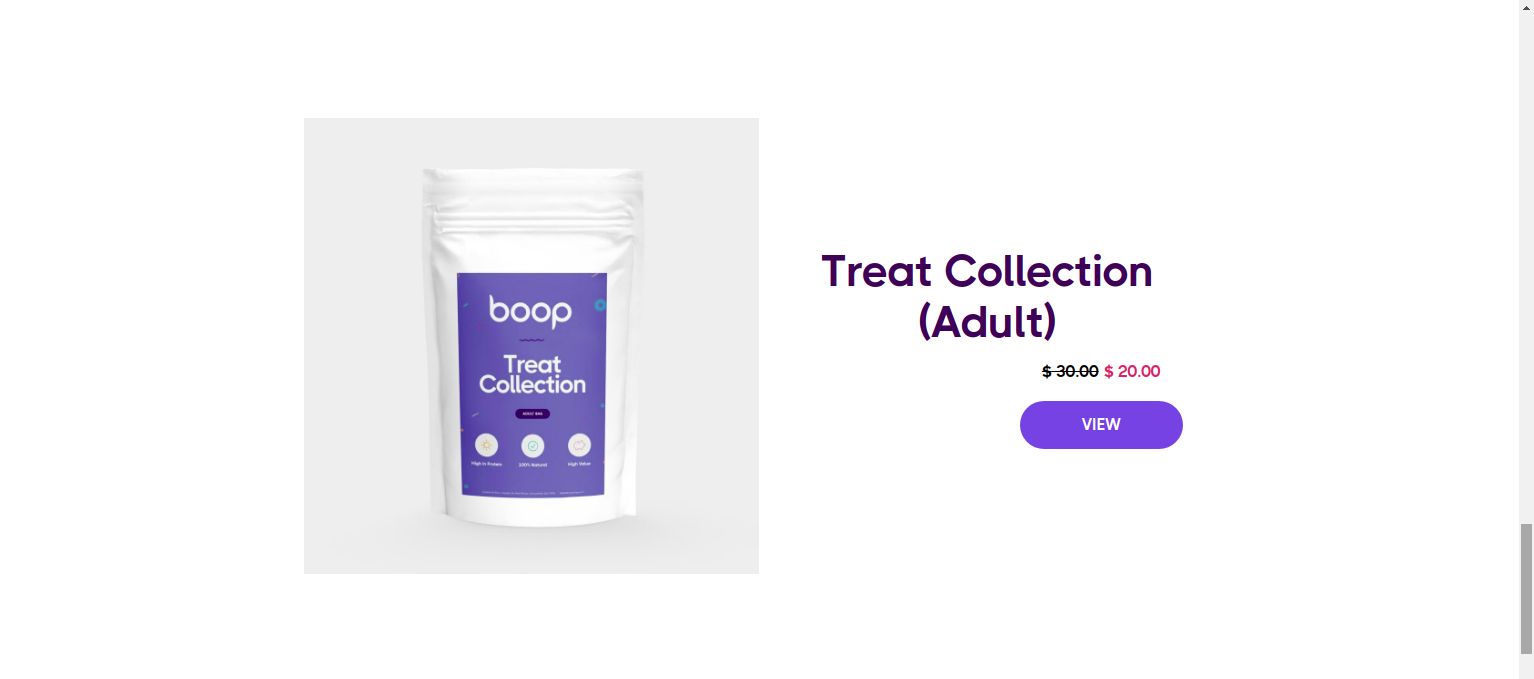 boop
Treat
Collection
ADULT BAG
High in Protein
100% Natural
High Value
Treat Collection
(Adult)
$ 30.00 $ 20.00
VIEW